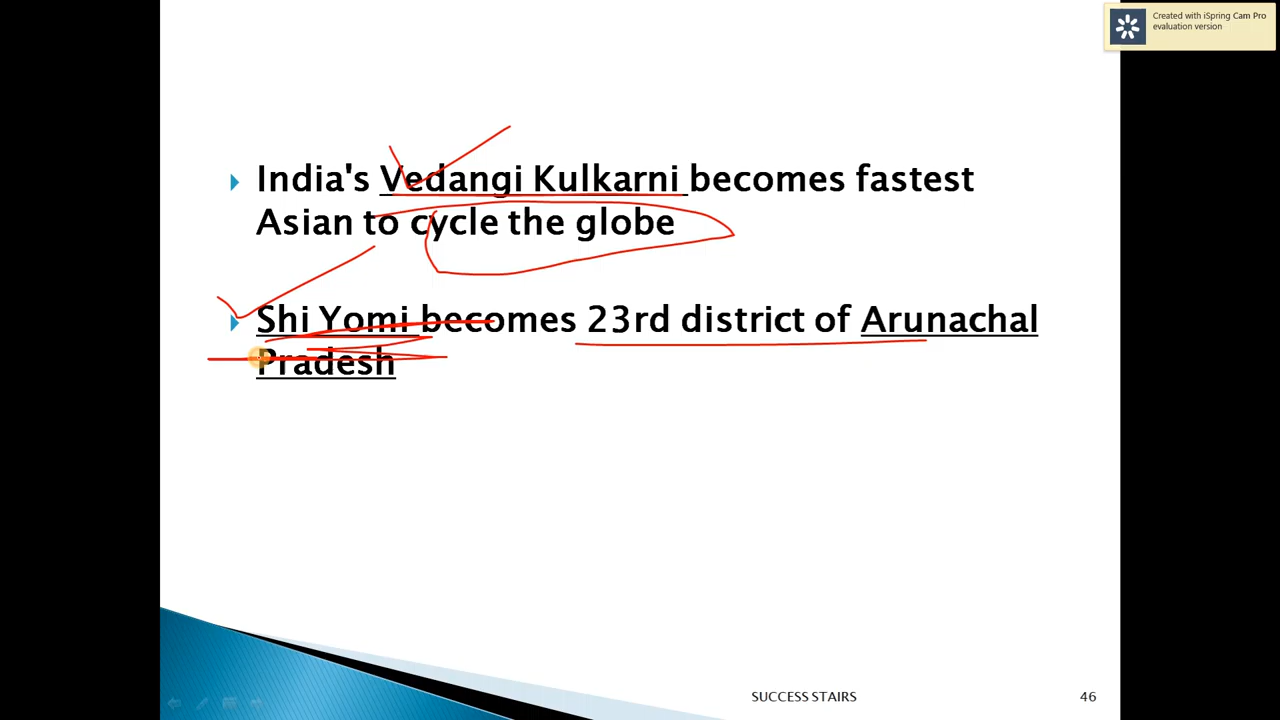 Created with iSpring Cam Pro
evaluation version
India's Vedangi Kulkarni becomes fastest
Asian to cycle the globe
Shi Yomi becomes 23rd district of Arunachal
Pradesh
SUCCESS STAIRS
46